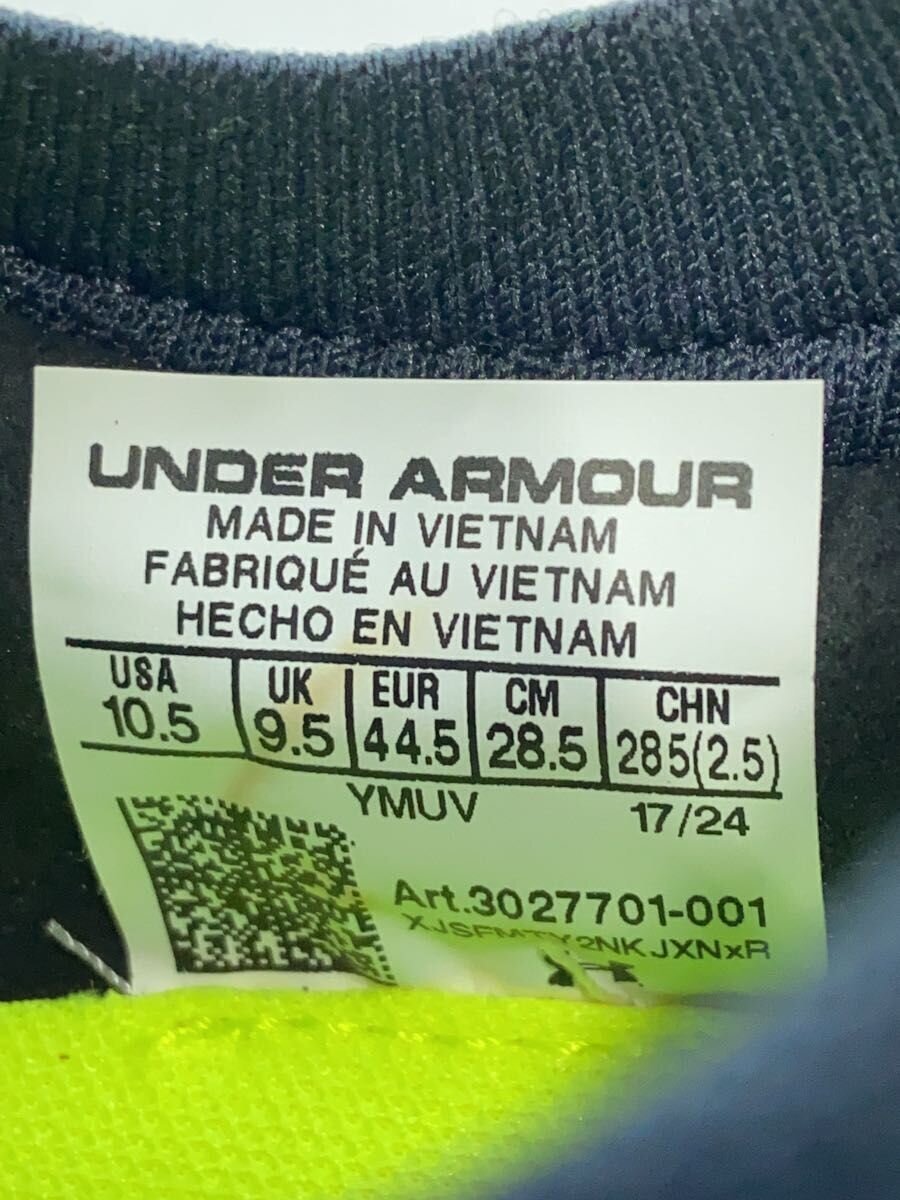 UNDER ARMOUR
MADE IN VIETNAM
FABRIQUÉ AU VIETNAM
HECHO EN VIETNAM
USA UK EUR CM CHN
10.5 9.5 44.5 28.5 285(2.5)
YMUV 17/24
Art.3027701-001